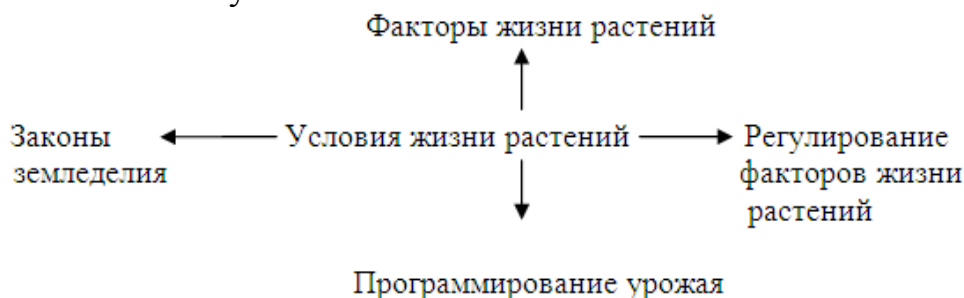 Факторы жизни растений
Законы
земледелия
Условия жизни растений
Регулирование
факторов жизни
растений
Программирование урожая